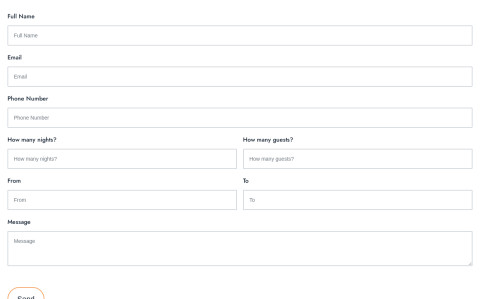 Full Name
Full Name
Email
Email
Phone Number
Phone Number
How many nights? How many guests?
How many nights? How many guests?
From To
From To
Message
Message
Send